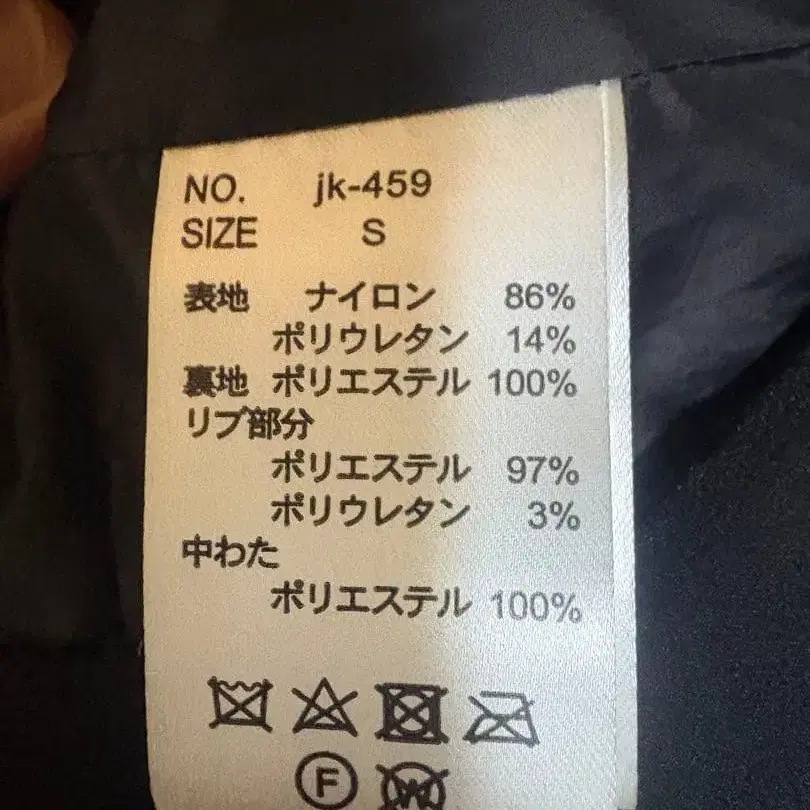 NO. jk-459
SIZE S
表地 ナイロン 86%
ポリウレタン 14%
裏地 ポリエステル 100%
リブ部分
ポリエステル 97%
ポリウレタン 3%
中わた
ポリエステル 100%
F W